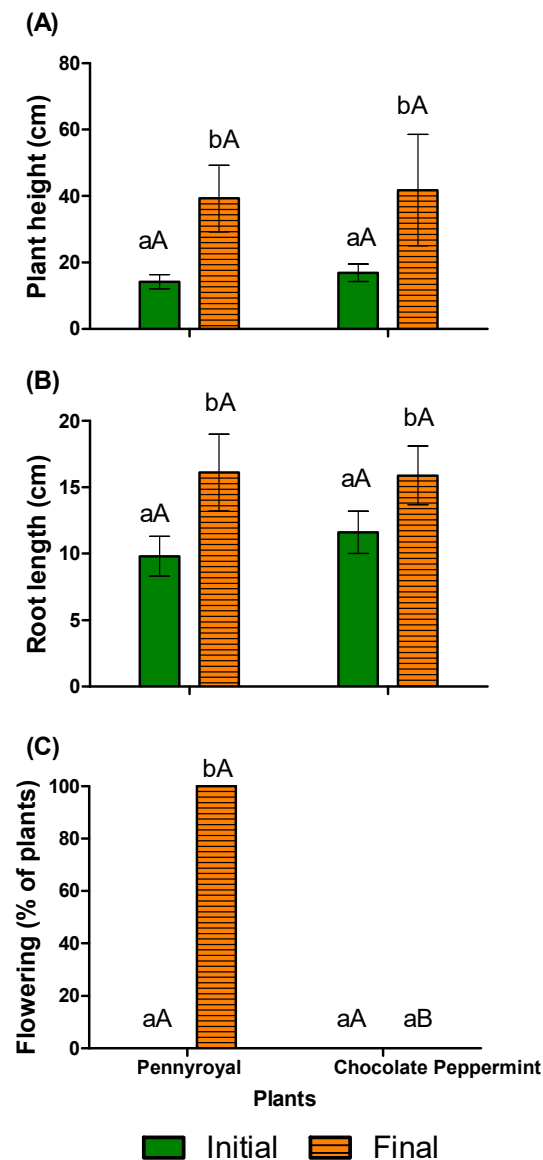 (A)
Plant height (cm)
80
60
40
20
0
aA
bA
aA
bA
(B)
Root length (cm)
20
15
10
5
0
aA
bA
aA
bA
(C)
Flowering (% of plants)
100
80
60
40
20
0
aA
bA
aA
aB
Pennyroyal
Chocolate Peppermint
Plants
Initial
Final